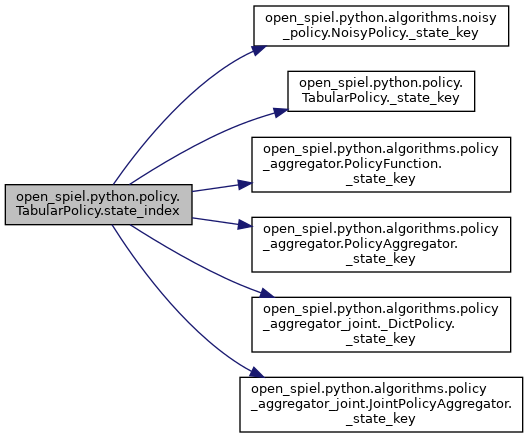 open_spiel.python.policy.
TabularPolicy.state_index
open_spiel.python.algorithms.noisy
_policy.NoisyPolicy._state_key
open_spiel.python.policy.
TabularPolicy._state_key
open_spiel.python.algorithms.policy
_aggregator.PolicyFunction.
_state_key
open_spiel.python.algorithms.policy
_aggregator.PolicyAggregator.
_state_key
open_spiel.python.algorithms.policy
_aggregator_joint._DictPolicy.
_state_key
open_spiel.python.algorithms.policy
_aggregator_joint.JointPolicyAggregator.
_state_key